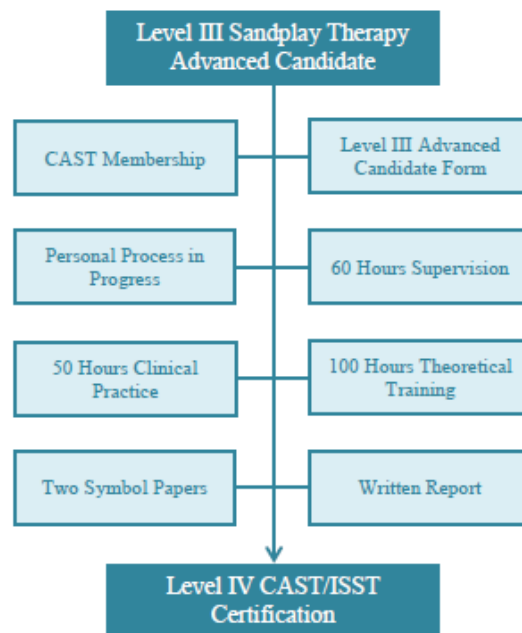 Level III Sandplay Therapy
Advanced Candidate
CAST Membership
Level III Advanced
Candidate Form
Personal Process in
Progress
60 Hours Supervision
50 Hours Clinical
Practice
100 Hours Theoretical
Training
Two Symbol Papers
Written Report
Level IV CAST/ISST
Certification